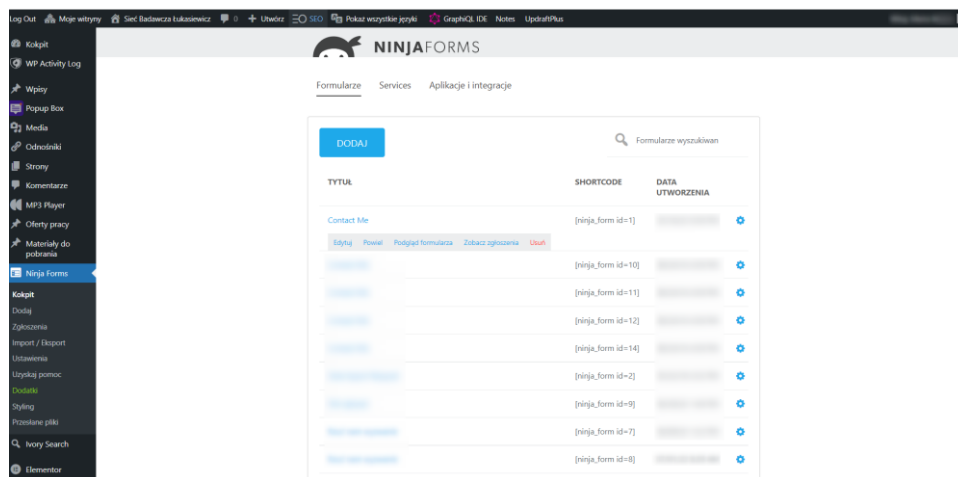 Log Out Moje witryny Sieć Badawcza Łukasiewicz 0 + Utwórz SEO Pokaż wszystkie języki GraphiQL IDE Notes UpdraftPlus
Kokpit
WP Activity Log
Wpisy
Popup Box
Media
Odnośniki
Strony
Komentarze
MP3 Player
Oferty pracy
Materiały do
pobrania
Ninja Forms
Kokpit
Dodaj
Zgłoszenia
Import / Eksport
Ustawienia
Uzyskaj pomoc
Dodatki
Styling
Przesłane pliki
Ivory Search
Elementor
NINJAFORMS
Formularze Services Aplikacje i integracje
DODAJ
Formularze wyszukiwan
TYTUŁ SHORTCODE DATA
UTWORZENIA
Contact Me [ninja_form id=1]
Edytuj Powiel Podgląd formularza Zobacz zgłoszenia Usuń
[ninja_form id=10]
[ninja_form id=11]
[ninja_form id=12]
[ninja_form id=14]
[ninja_form id=2]
[ninja_form id=9]
[ninja_form id=7]
[ninja_form id=8]